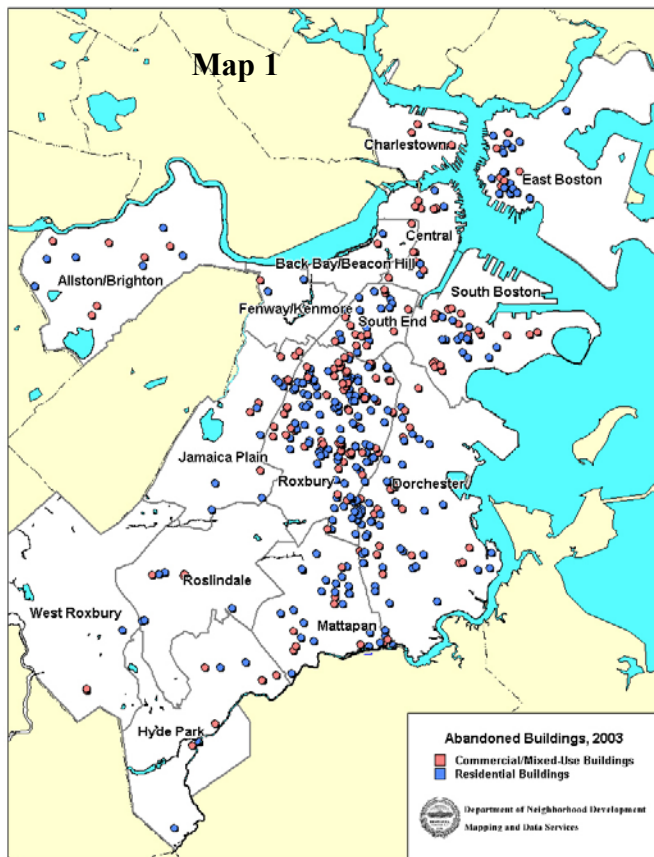 Map 1
Charlestown
East Boston
Central
Back Bay/Beacon Hill
Allston/Brighton
South Boston
Fenway/Kenmore
South End
Jamaica Plain
Roxbury
Dorchester
Roslindale
West Roxbury
Mattapan
Hyde Park
Abandoned Buildings, 2003
Commercial/Mixed-Use Buildings
Residential Buildings
Department of Neighborhood Development
Mapping and Data Services